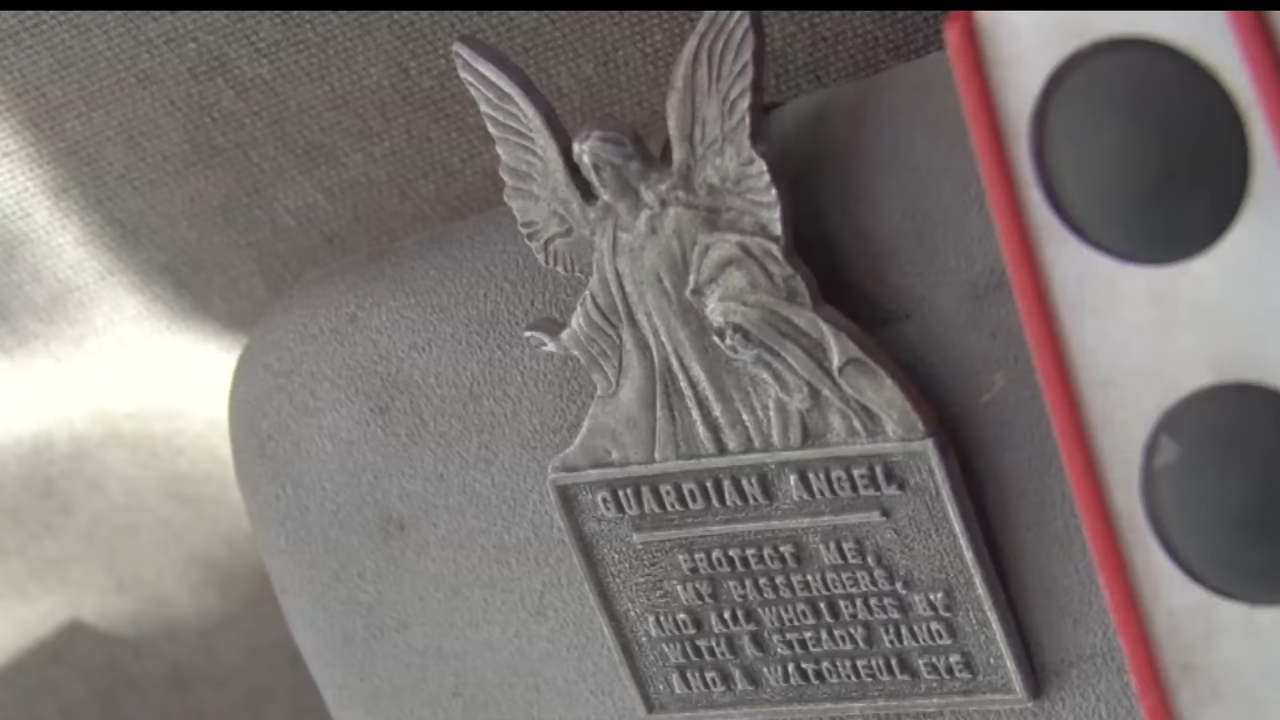 GUARDIAN ANGEL
PROTECT ME,
MY PASSENGERS,
AND ALL WHO I PASS BY
WITH A STEADY HAND
AND A WATCHFUL EYE